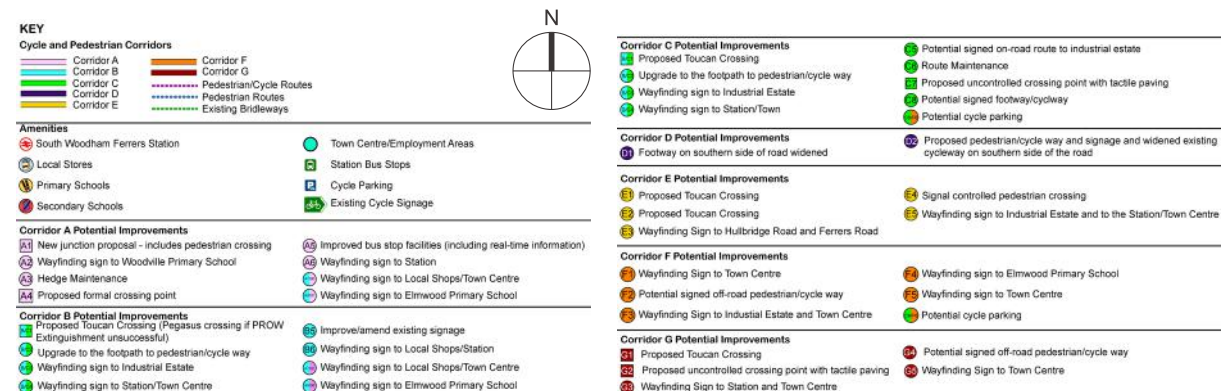 N
KEY
Cycle and Pedestrian Corridors
Corridor A
Corridor B
Corridor C
Corridor D
Corridor E
Corridor F
Corridor G
Pedestrian/Cycle Routes
Pedestrian Routes
Existing Bridleways
Amenities
South Woodham Ferrers Station
Local Stores
Primary Schools
Secondary Schools
Town Centre/Employment Areas
Station Bus Stops
Cycle Parking
Existing Cycle Signage
Corridor A Potential Improvements
A1 New junction proposal - includes pedestrian crossing
A2 Wayfinding sign to Woodville Primary School
A3 Hedge Maintenance
A4 Proposed formal crossing point
A5 Improved bus stop facilities (including real-time information)
A6 Wayfinding sign to Station
Wayfinding sign to Local Shops/Town Centre
Wayfinding sign to Elmwood Primary School
Corridor B Potential Improvements
Proposed Toucan Crossing (Pegasus crossing if PROW
Extinguishment unsuccessful)
Upgrade to the footpath to pedestrian/cycle way
Wayfinding sign to Industrial Estate
Wayfinding sign to Station/Town Centre
B5 Improve/amend existing signage
B6 Wayfinding sign to Local Shops/Station
Wayfinding sign to Local Shops/Town Centre
Wayfinding sign to Elmwood Primary School
Corridor C Potential Improvements
Proposed Toucan Crossing
Upgrade to the footpath to pedestrian/cycle way
Wayfinding sign to Industrial Estate
Wayfinding sign to Station/Town
C5 Potential signed on-road route to industrial estate
C6 Route Maintenance
C7 Proposed uncontrolled crossing point with tactile paving
C8 Potential signed footway/cyclway
Potential cycle parking
Corridor D Potential Improvements
D1 Footway on southern side of road widened
D2 Proposed pedestrian/cycle way and signage and widened existing
cycleway on southern side of the road
Corridor E Potential Improvements
E1 Proposed Toucan Crossing
E2 Proposed Toucan Crossing
E3 Wayfinding Sign to Hullbridge Road and Ferrers Road
E4 Signal controlled pedestrian crossing
E5 Wayfinding sign to Industrial Estate and to the Station/Town Centre
Corridor F Potential Improvements
F1 Wayfinding Sign to Town Centre
F2 Potential signed off-road pedestrian/cycle way
F3 Wayfinding Sign to Industial Estate and Town Centre
F4 Wayfinding sign to Elmwood Primary School
F5 Wayfinding sign to Town Centre
Potential cycle parking
Corridor G Potential Improvements
G1 Proposed Toucan Crossing
G2 Proposed uncontrolled crossing point with tactile paving
G3 Wayfinding Sign to Station and Town Centre
G4 Potential signed off-road pedestrian/cycle way
G5 Wayfinding Sign to Town Centre